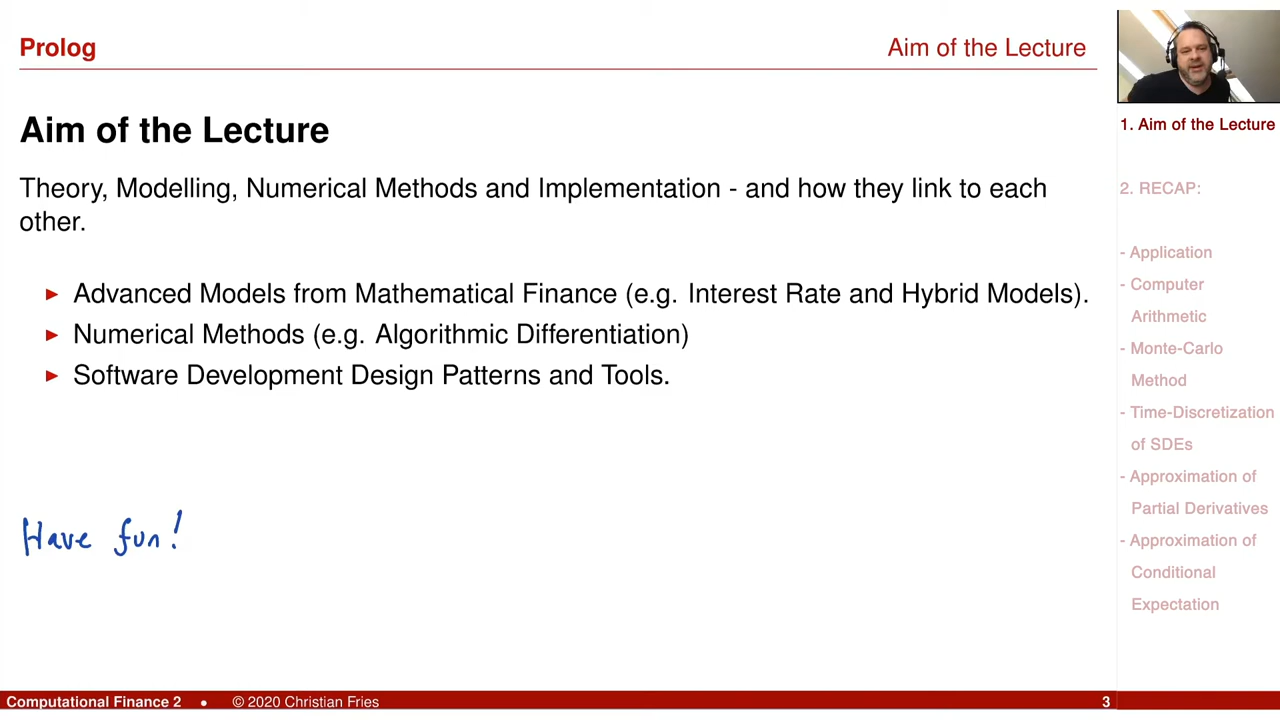 Prolog
Aim of the Lecture
Aim of the Lecture
Theory, Modelling, Numerical Methods and Implementation - and how they link to each
other.
► Advanced Models from Mathematical Finance (e.g. Interest Rate and Hybrid Models).
► Numerical Methods (e.g. Algorithmic Differentiation)
► Software Development Design Patterns and Tools.
Have fun!
1. Aim of the Lecture
2. RECAP:
- Application
- Computer
Arithmetic
- Monte-Carlo
Method
- Time-Discretization
of SDEs
- Approximation of
Partial Derivatives
- Approximation of
Conditional
Expectation
Computational Finance 2 • © 2020 Christian Fries
3